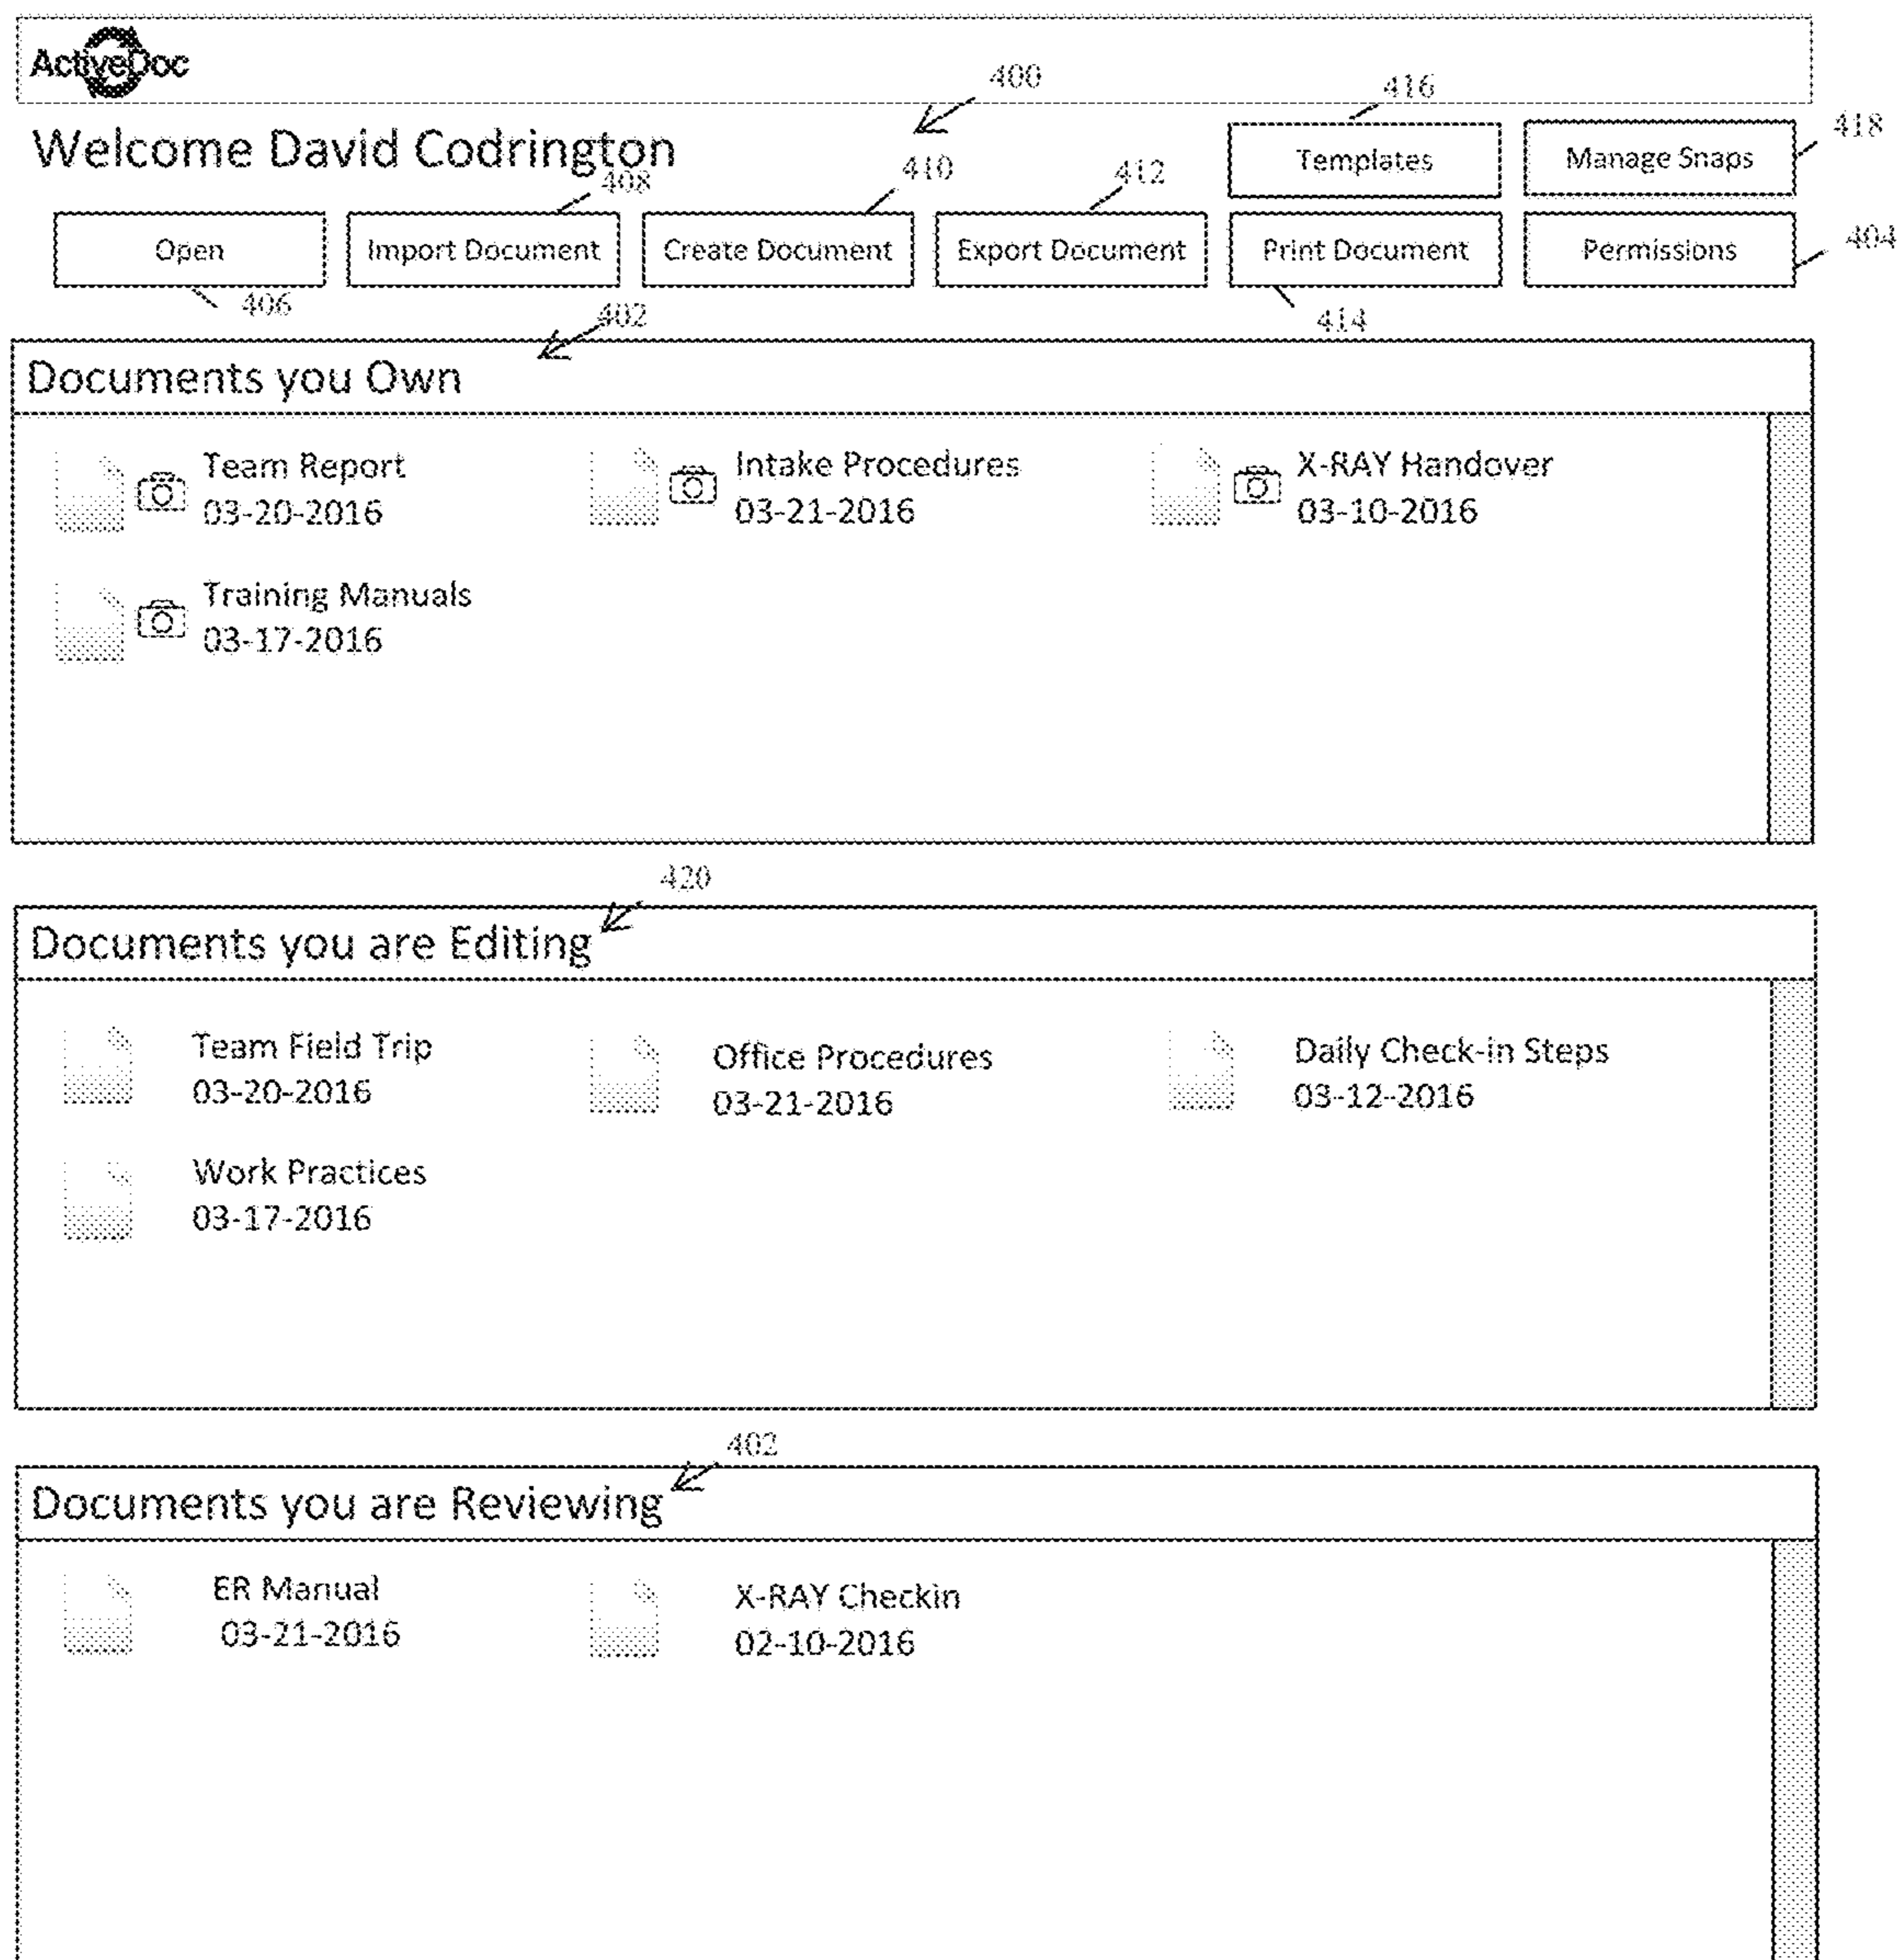 ActiveDoc
400
416
418
Welcome David Codrington
408
410
412
Templates
Manage Snaps
Open
Import Document
Create Document
Export Document
Print Document
Permissions
404
406
402
414
Documents you Own
Team Report
03-20-2016
Intake Procedures
03-21-2016
X-RAY Handover
03-10-2016
Training Manuals
03-17-2016
420
Documents you are Editing
Team Field Trip
03-20-2016
Office Procedures
03-21-2016
Daily Check-in Steps
03-12-2016
Work Practices
03-17-2016
402
Documents you are Reviewing
ER Manual
03-21-2016
X-RAY Checkin
02-10-2016